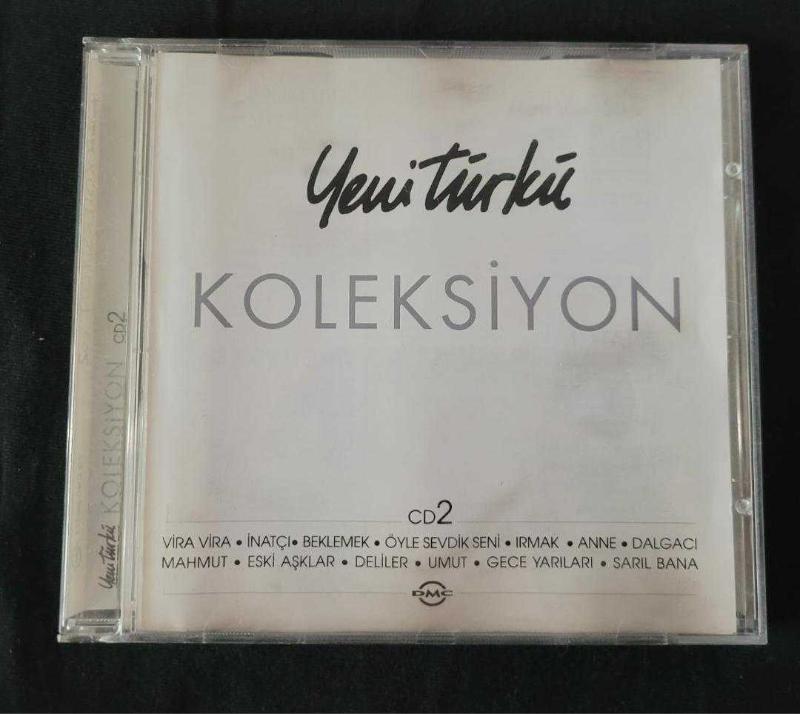 Yeni Türkü
KOLEKSİYON
CD2
VİRA VİRA • İNATÇI • BEKLEMEK • ÖYLE SEVDİK SENİ • IRMAK • ANNE • DALGACI
MAHMUT • ESKİ AŞKLAR • DELİLER • UMUT • GECE YARILARI • SARIL BANA
DMC
Yeni Türkü KOLEKSİYON CD2